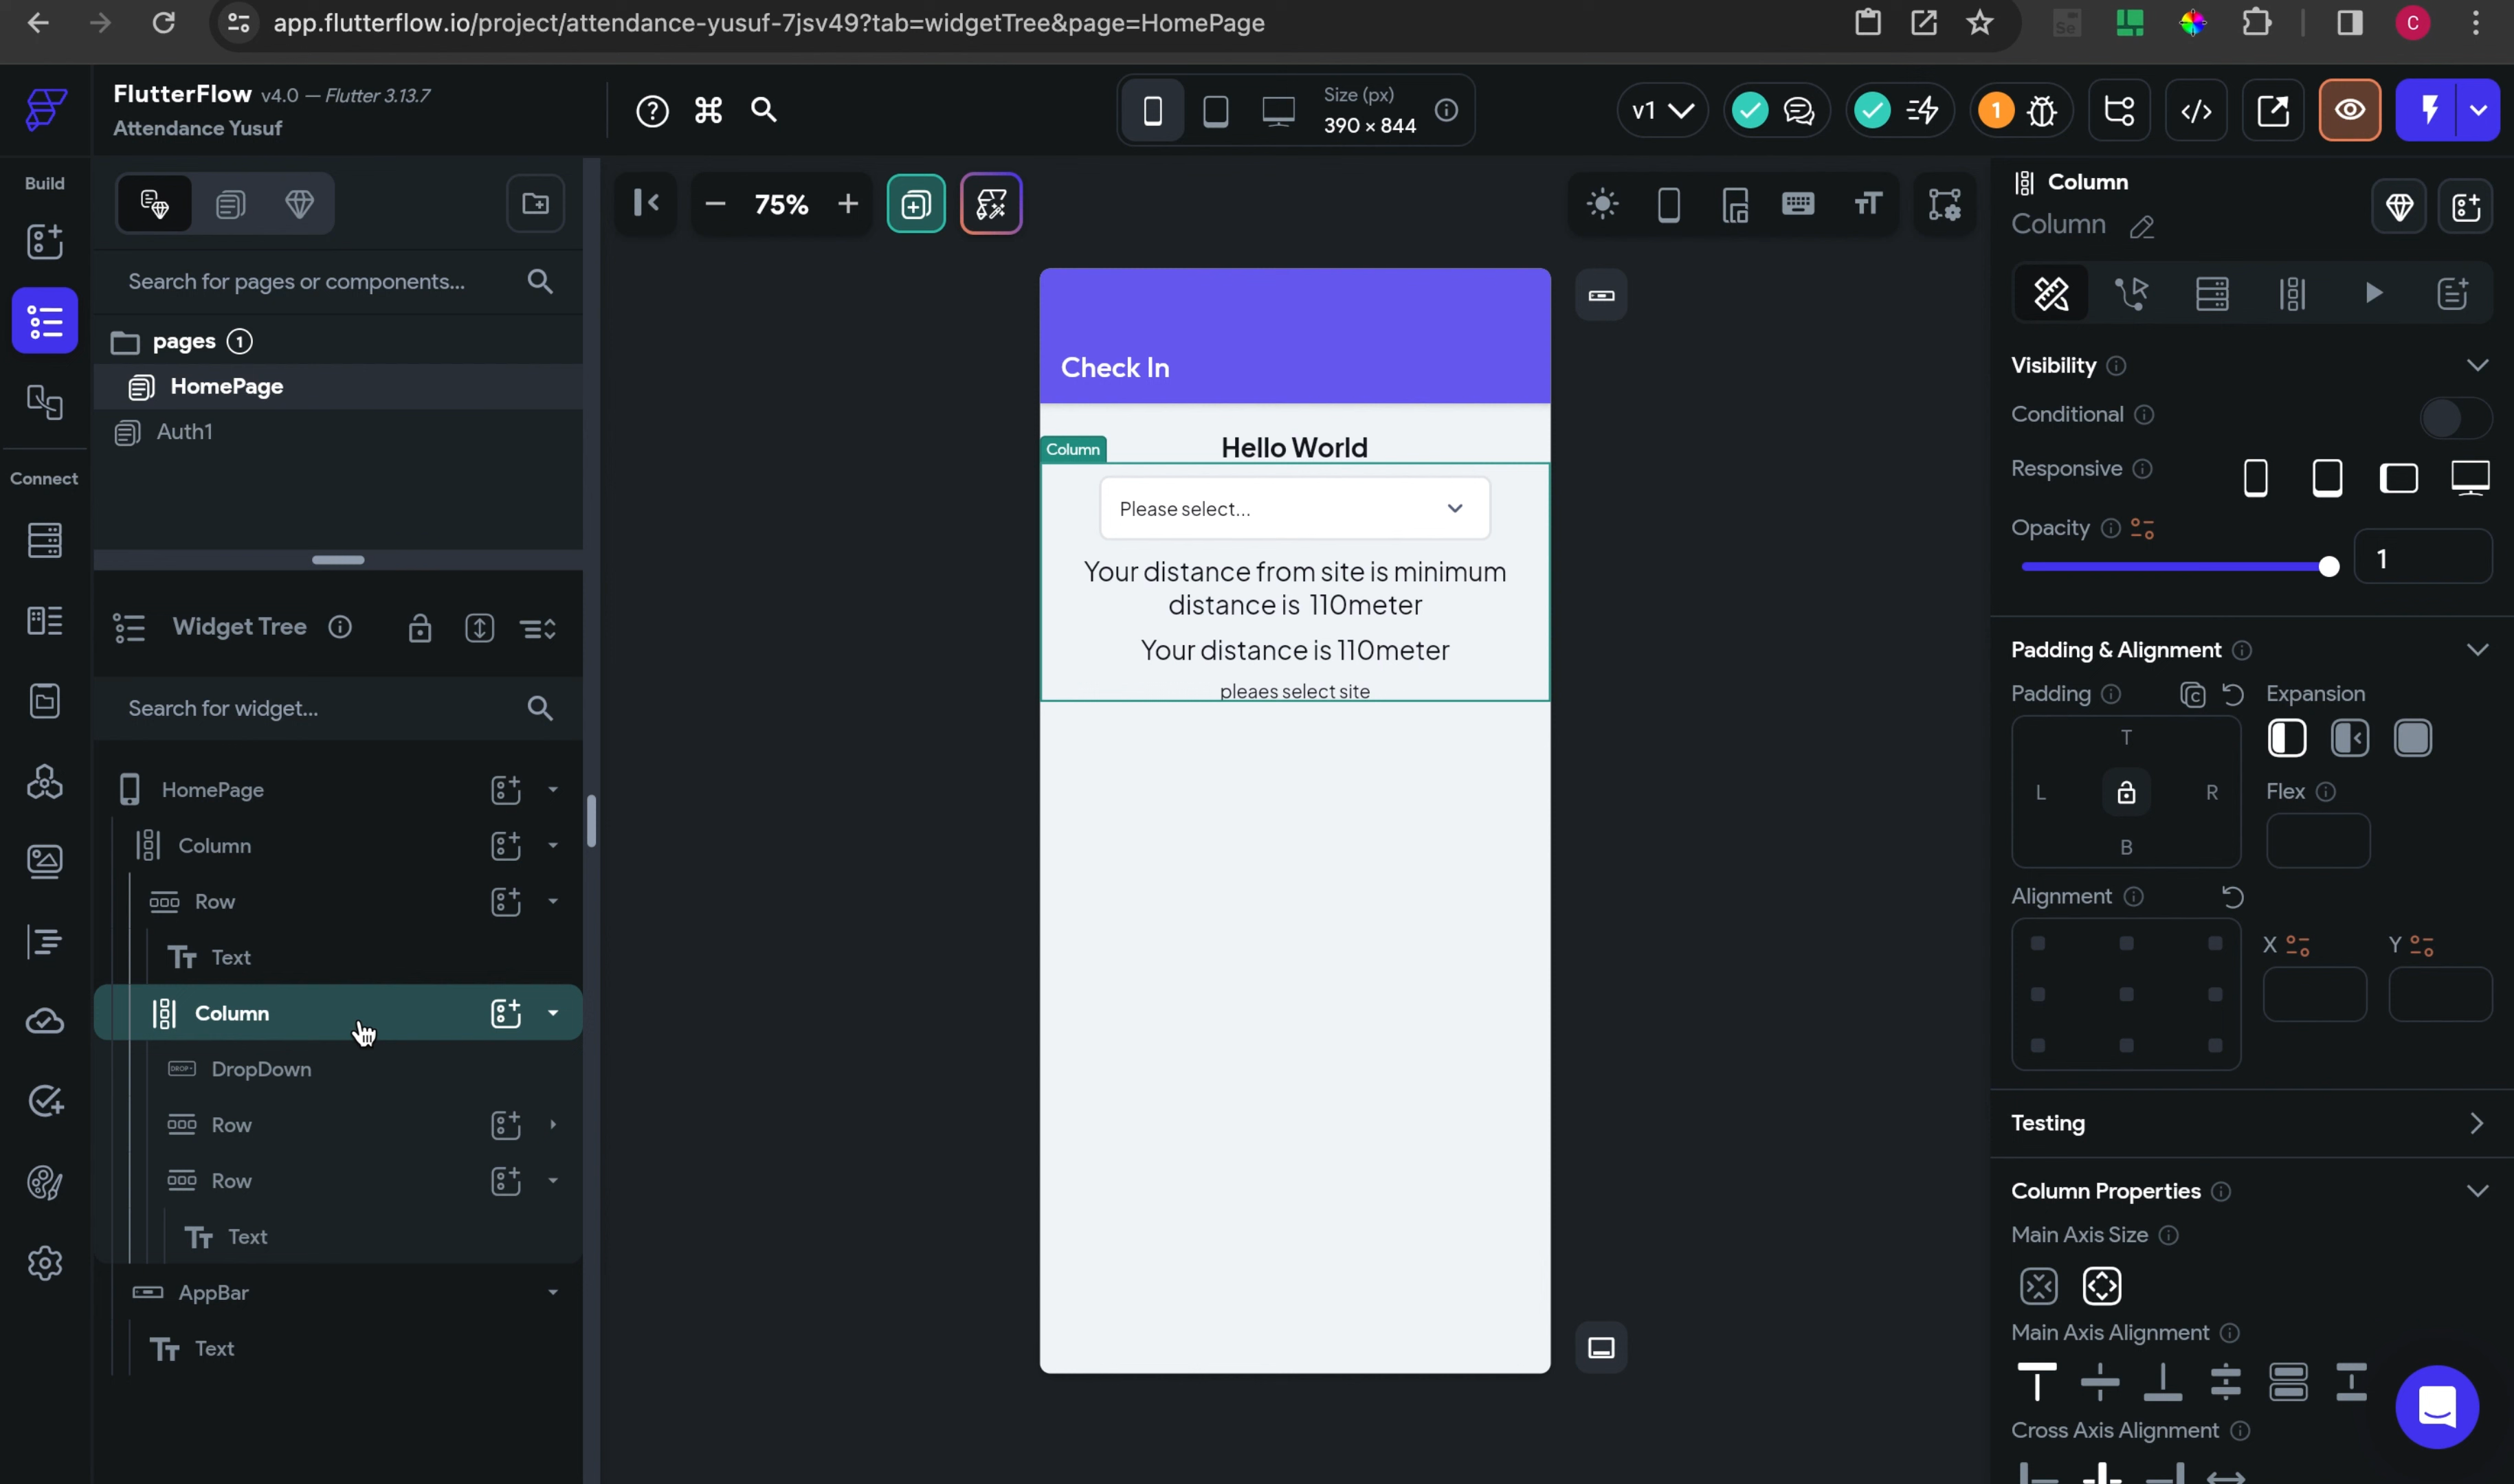 app.flutterflow.io/project/attendance-yusuf-7jsv49?tab=widgetTree&page=HomePage
Se
C
FlutterFlow v4.0 — Flutter 3.13.7
Attendance Yusuf
Size (px)
390 × 844
v1
1
Build
75%
Column
Column
Search for pages or components...
pages 1
HomePage
Auth1
Connect
Check In
Column
Hello World
Please select...
Your distance from site is minimum
distance is 110meter
Your distance is 110meter
pleaes select site
Widget Tree
Search for widget...
HomePage
Column
Row
Text
Column
DropDown
Row
Row
Text
AppBar
Text
Visibility
Conditional
Responsive
Opacity
1
Padding & Alignment
Padding
Expansion
T
L
R
B
Flex
Alignment
X
Y
Testing
Column Properties
Main Axis Size
Main Axis Alignment
Cross Axis Alignment